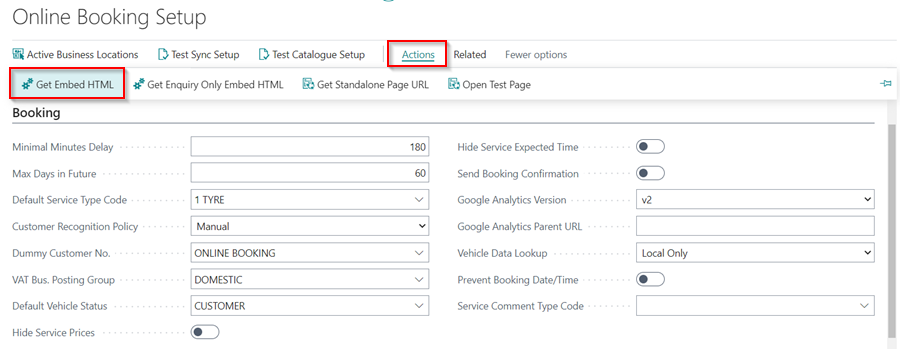 Online Booking Setup
Active Business Locations Test Sync Setup Test Catalogue Setup Actions Related Fewer options
Get Embed HTML Get Enquiry Only Embed HTML Get Standalone Page URL Open Test Page
Booking
Minimal Minutes Delay 180 Hide Service Expected Time
Max Days in Future 60 Send Booking Confirmation
Default Service Type Code 1 TYRE Google Analytics Version v2
Customer Recognition Policy Manual Google Analytics Parent URL
Dummy Customer No. ONLINE BOOKING Vehicle Data Lookup Local Only
VAT Bus. Posting Group DOMESTIC Prevent Booking Date/Time
Default Vehicle Status CUSTOMER Service Comment Type Code
Hide Service Prices